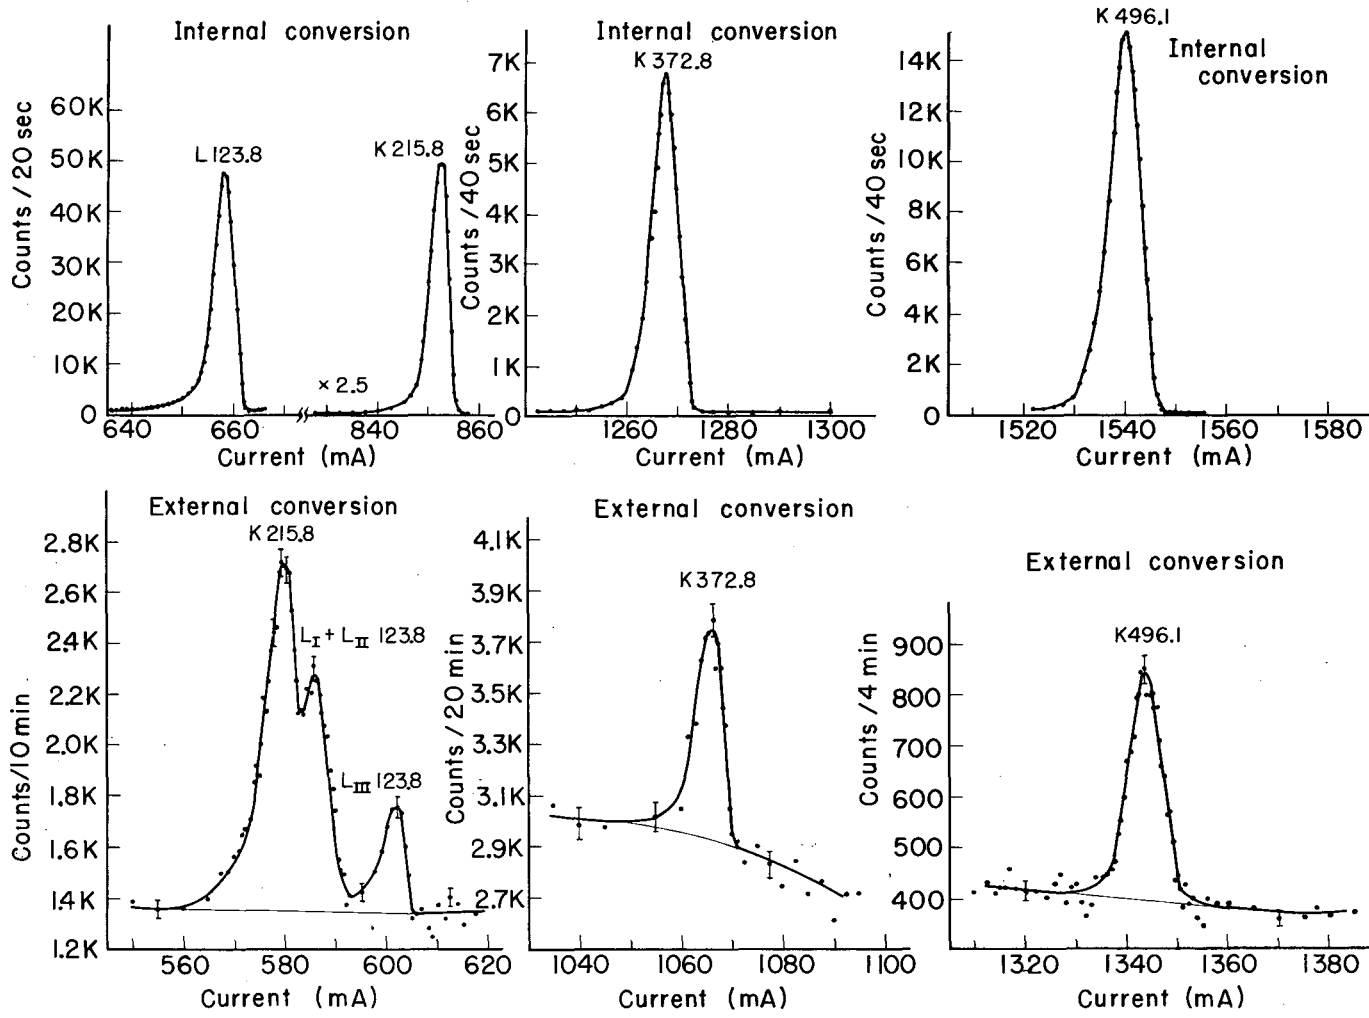 Internal conversion
L 123.8
K 215.8
× 2.5
60K
50K
40K
30K
20K
10K
0
Counts / 20 sec
640 660 840 860
Current (mA)
Internal conversion
K 372.8
7K
6K
5K
4K
3K
2K
1K
0
Counts / 40 sec
1260 1280 1300
Current (mA)
K 496.1
Internal
conversion
14K
12K
10K
8K
6K
4K
2K
0
Counts / 40 sec
1520 1540 1560 1580
Current (mA)
External conversion
K 215.8
L_I + L_II 123.8
L_III 123.8
2.8K
2.6K
2.4K
2.2K
2.0K
1.8K
1.6K
1.4K
1.2K
Counts/10 min
560 580 600 620
Current (mA)
External conversion
K 372.8
4.1K
3.9K
3.7K
3.5K
3.3K
3.1K
2.9K
2.7K
Counts / 20 min
1040 1060 1080 1100
Current (mA)
External conversion
K496.1
900
800
700
600
500
400
Counts / 4 min
1320 1340 1360 1380
Current (mA)